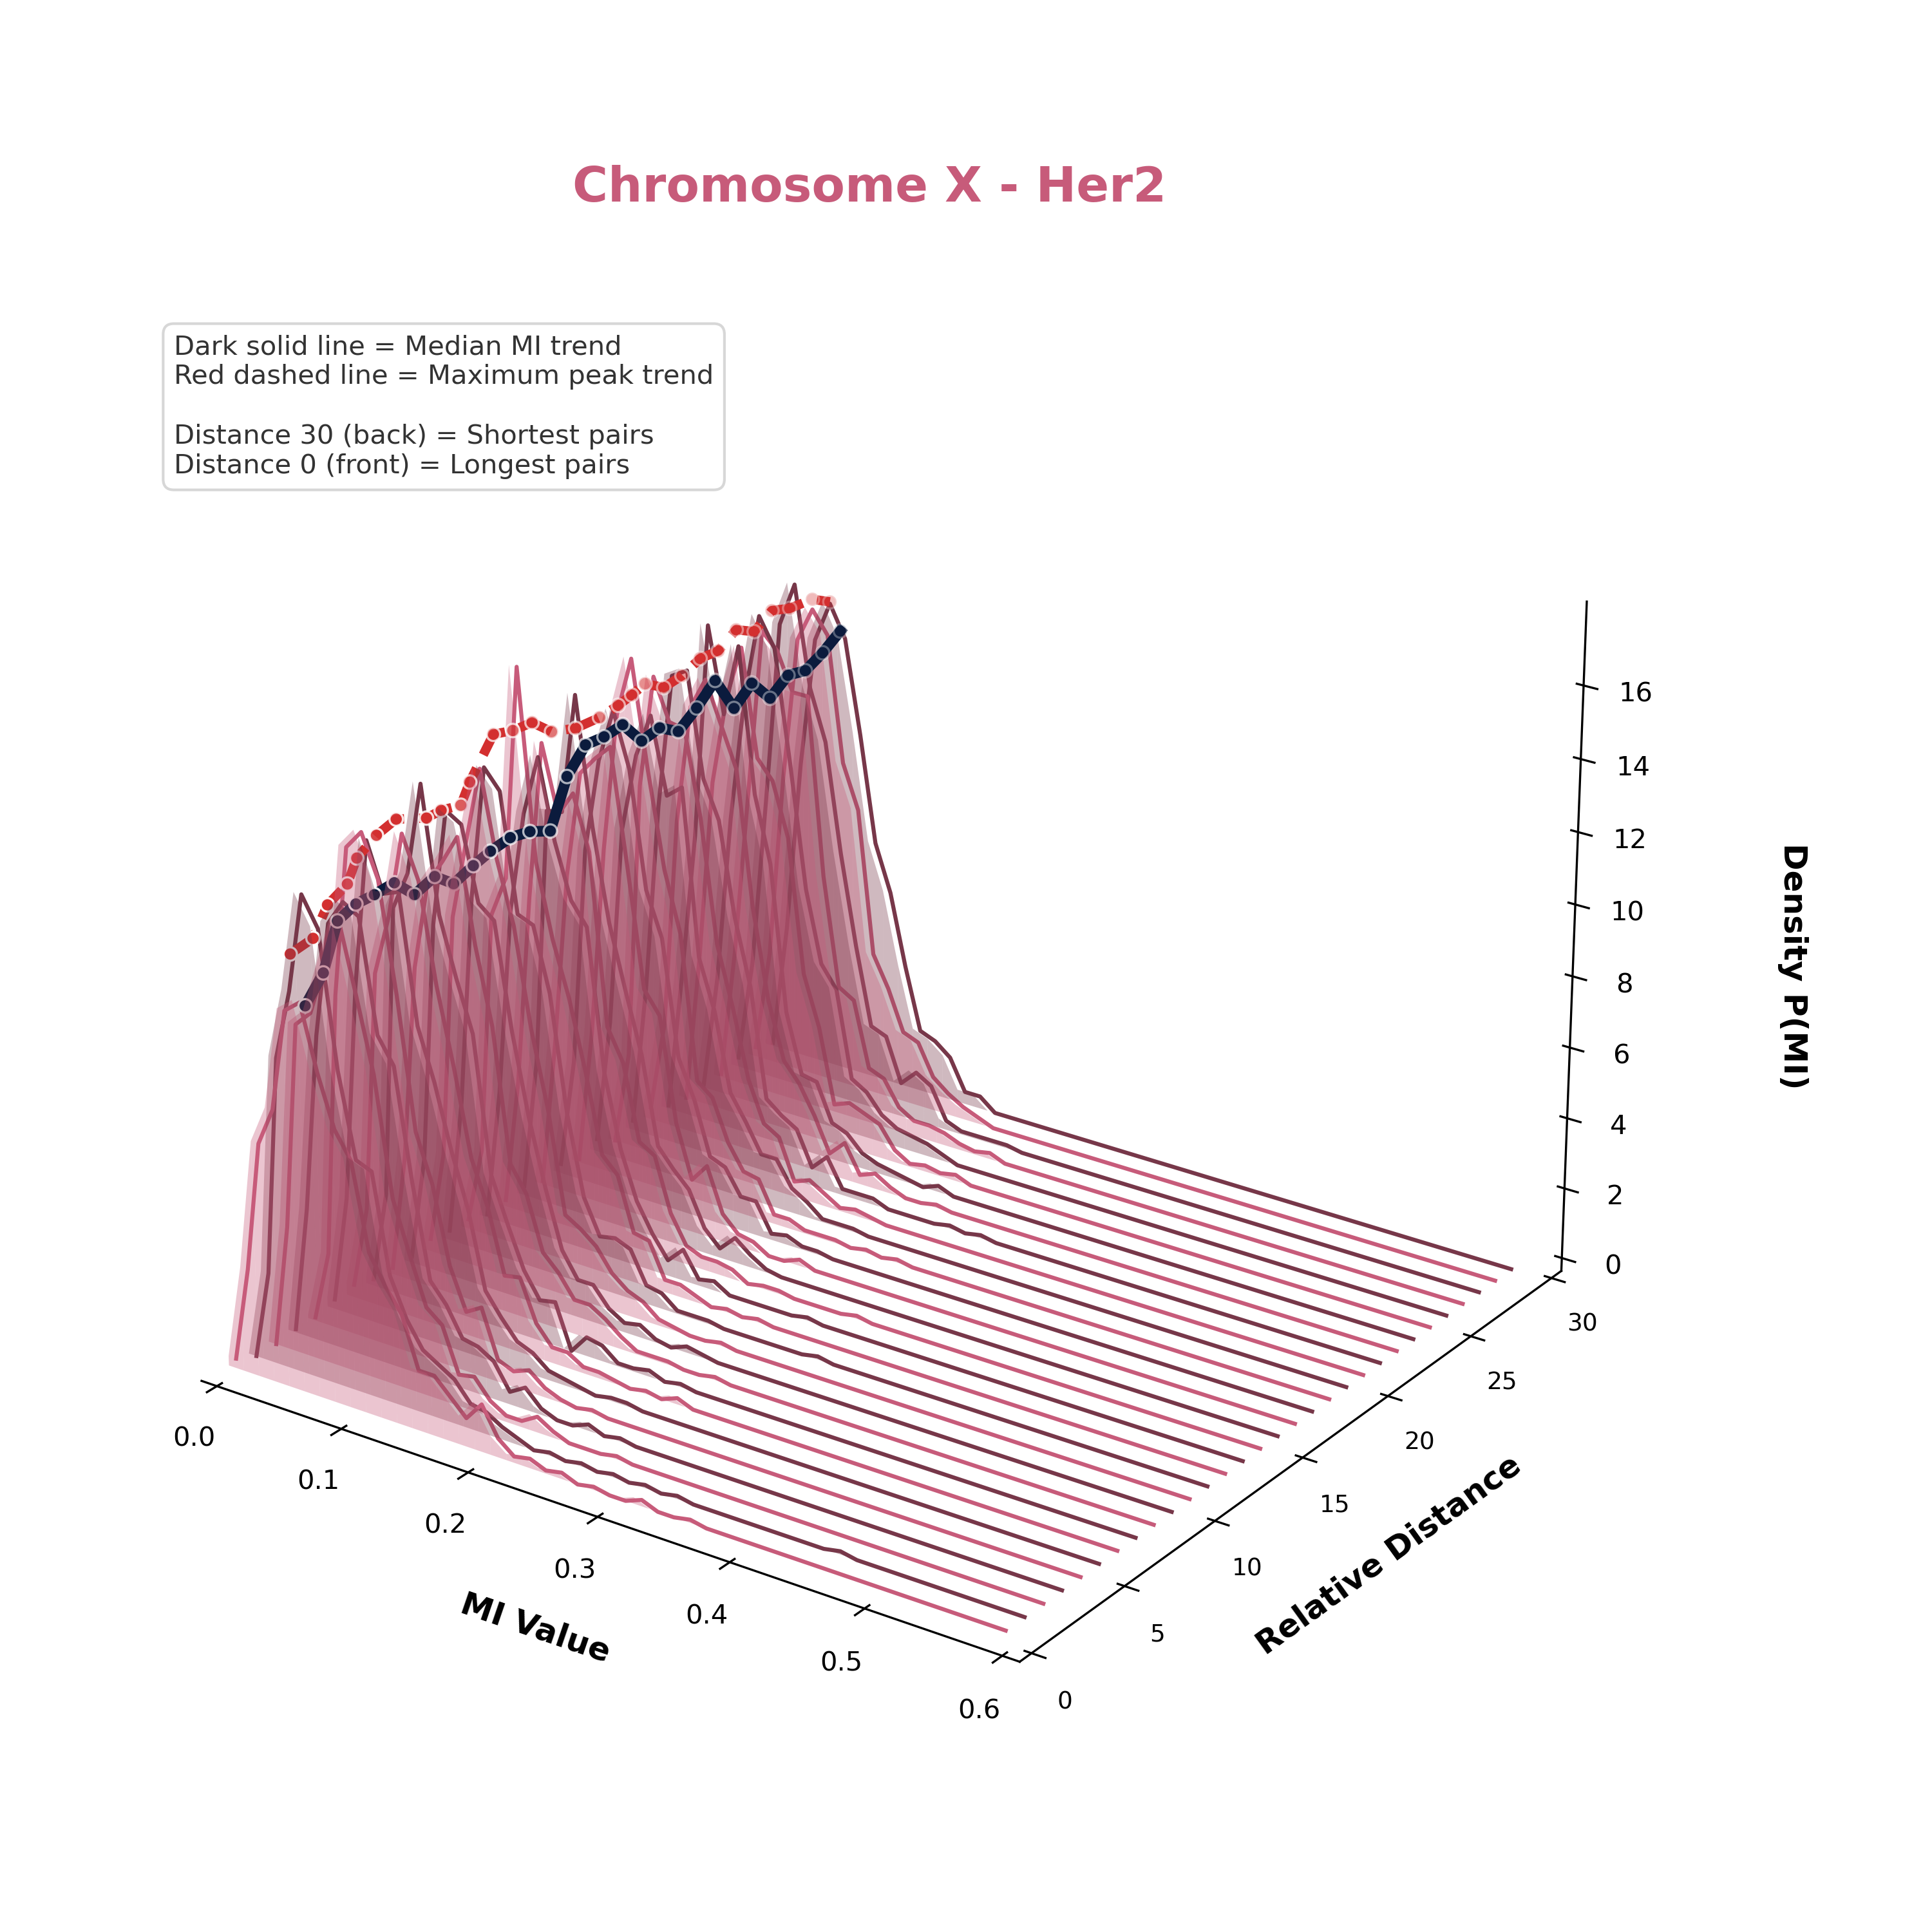 Chromosome X - Her2
Dark solid line = Median MI trend
Red dashed line = Maximum peak trend
Distance 30 (back) = Shortest pairs
Distance 0 (front) = Longest pairs
16
14
12
10
8
6
4
2
0
Density P(MI)
0.0
0.1
0.2
0.3
0.4
0.5
0.6
MI Value
0
5
10
15
20
25
30
Relative Distance